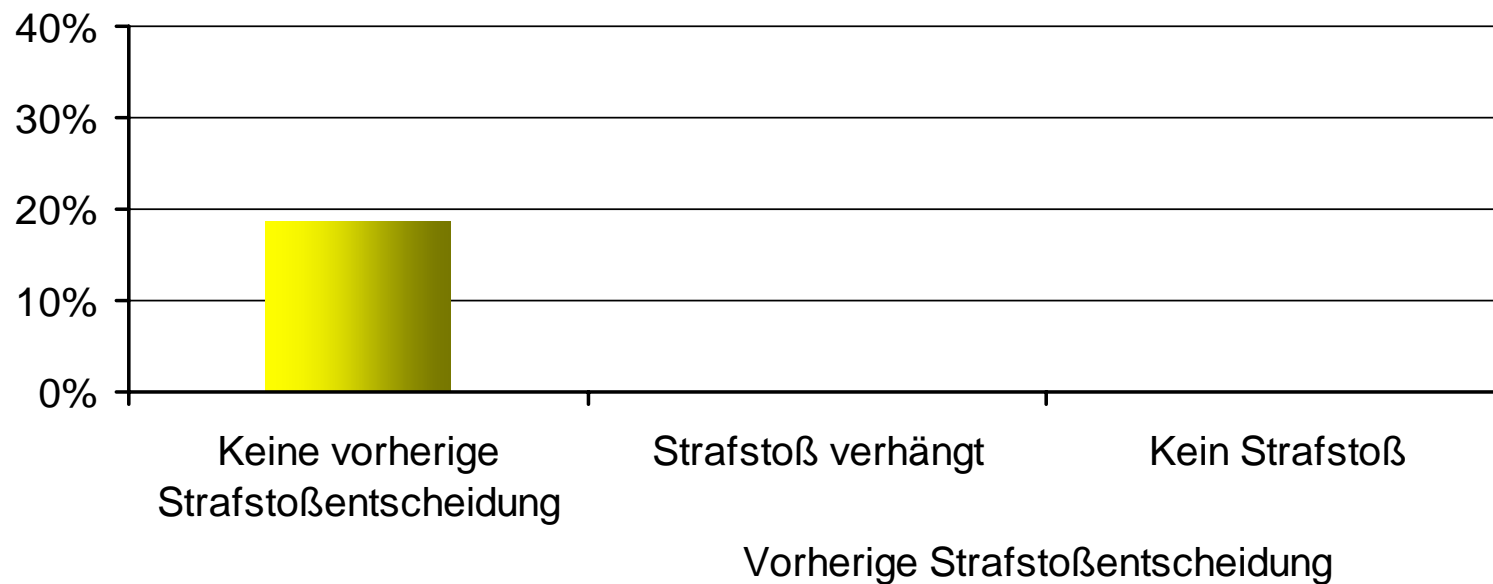 40%
30%
20%
10%
0%
Keine vorherige
Strafstoßentscheidung
Strafstoß verhängt
Kein Strafstoß
Vorherige Strafstoßentscheidung